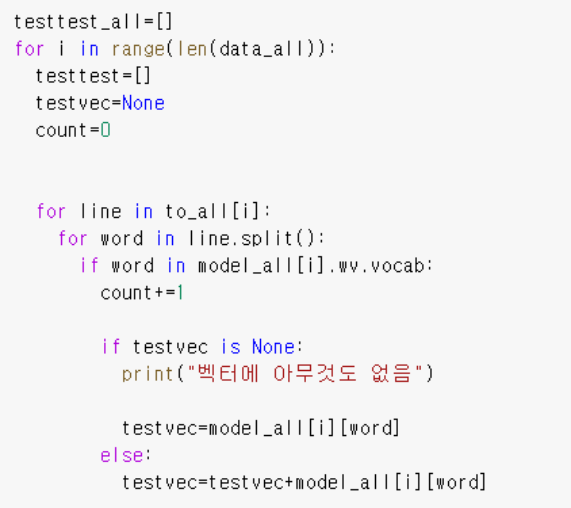 testtest_all=[]
for i in range(len(data_all)):
  testtest=[]
  testvec=None
  count=0
  for line in to_all[i]:
    for word in line.split():
      if word in model_all[i].wv.vocab:
        count+=1
        if testvec is None:
          print("벡터에 아무것도 없음")
          testvec=model_all[i][word]
        else:
          testvec=testvec+model_all[i][word]